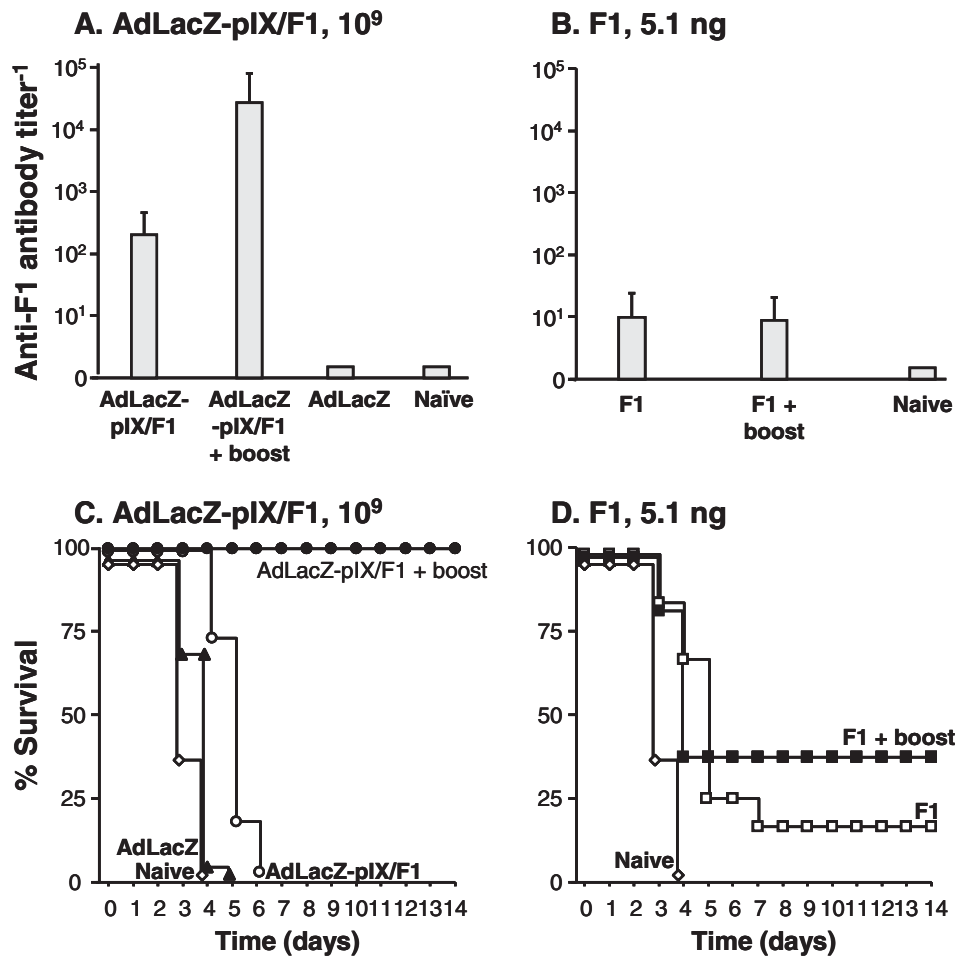 A. AdLacZ-pIX/F1, 10⁹
Anti-F1 antibody titer⁻¹
10⁵
10⁴
10³
10²
10¹
0
AdLacZ-
pIX/F1
AdLacZ
-pIX/F1
+ boost
AdLacZ
Naïve
B. F1, 5.1 ng
10⁵
10⁴
10³
10²
10¹
0
F1
F1 +
boost
Naive
C. AdLacZ-pIX/F1, 10⁹
% Survival
100
75
50
25
0
AdLacZ-pIX/F1 + boost
AdLacZ
Naive
AdLacZ-pIX/F1
0 1 2 3 4 5 6 7 8 9 10 11 12 13 14
Time (days)
D. F1, 5.1 ng
100
75
50
25
0
F1 + boost
F1
Naive
0 1 2 3 4 5 6 7 8 9 10 11 12 13 14
Time (days)